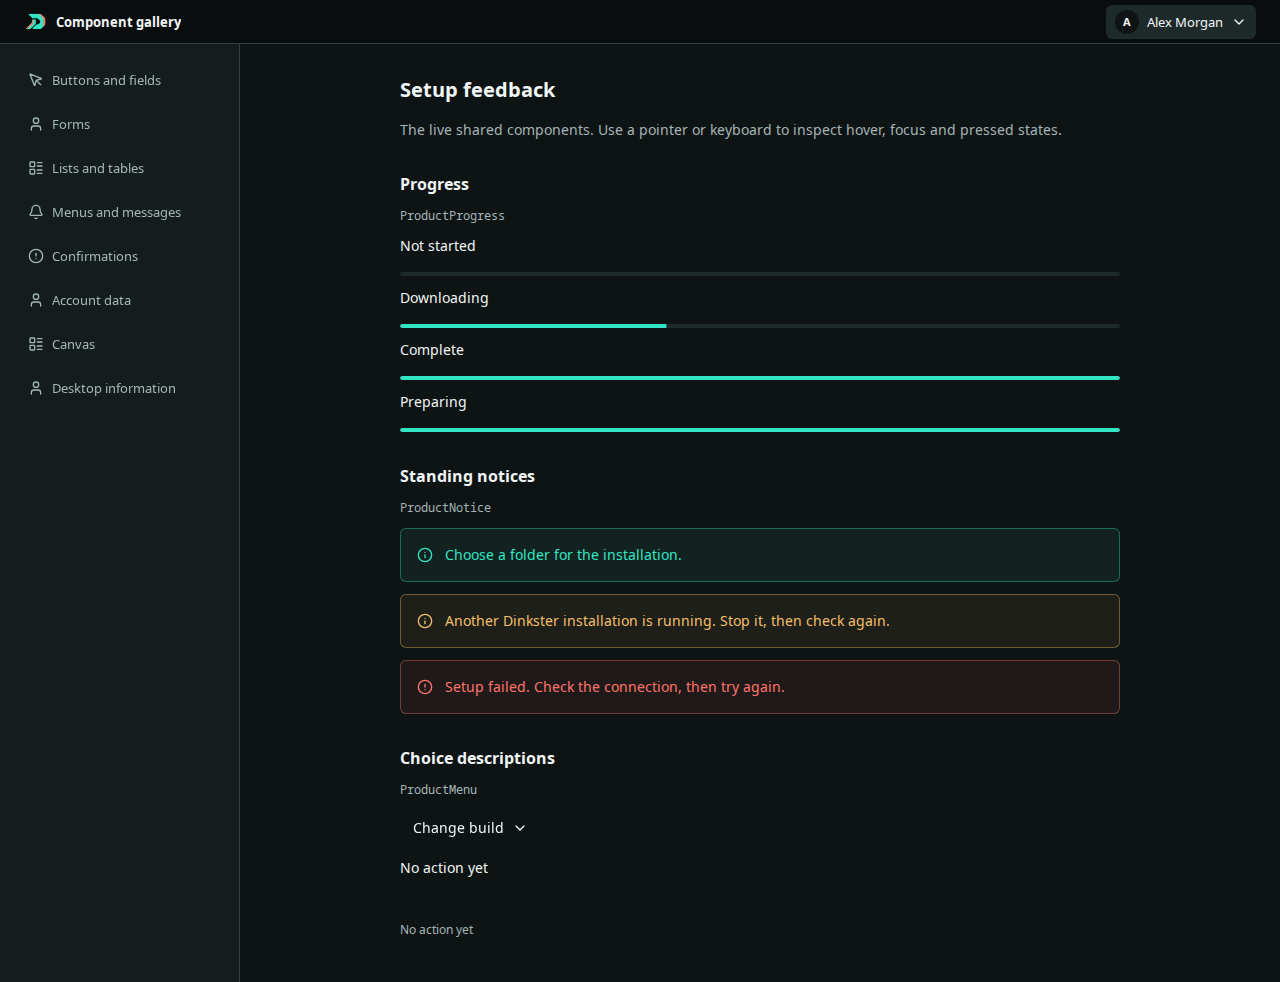 Component gallery
A Alex Morgan
Buttons and fields
Forms
Lists and tables
Menus and messages
Confirmations
Account data
Canvas
Desktop information
Setup feedback
The live shared components. Use a pointer or keyboard to inspect hover, focus and pressed states.
Progress
ProductProgress
Not started
Downloading
Complete
Preparing
Standing notices
ProductNotice
Choose a folder for the installation.
Another Dinkster installation is running. Stop it, then check again.
Setup failed. Check the connection, then try again.
Choice descriptions
ProductMenu
Change build
No action yet
No action yet